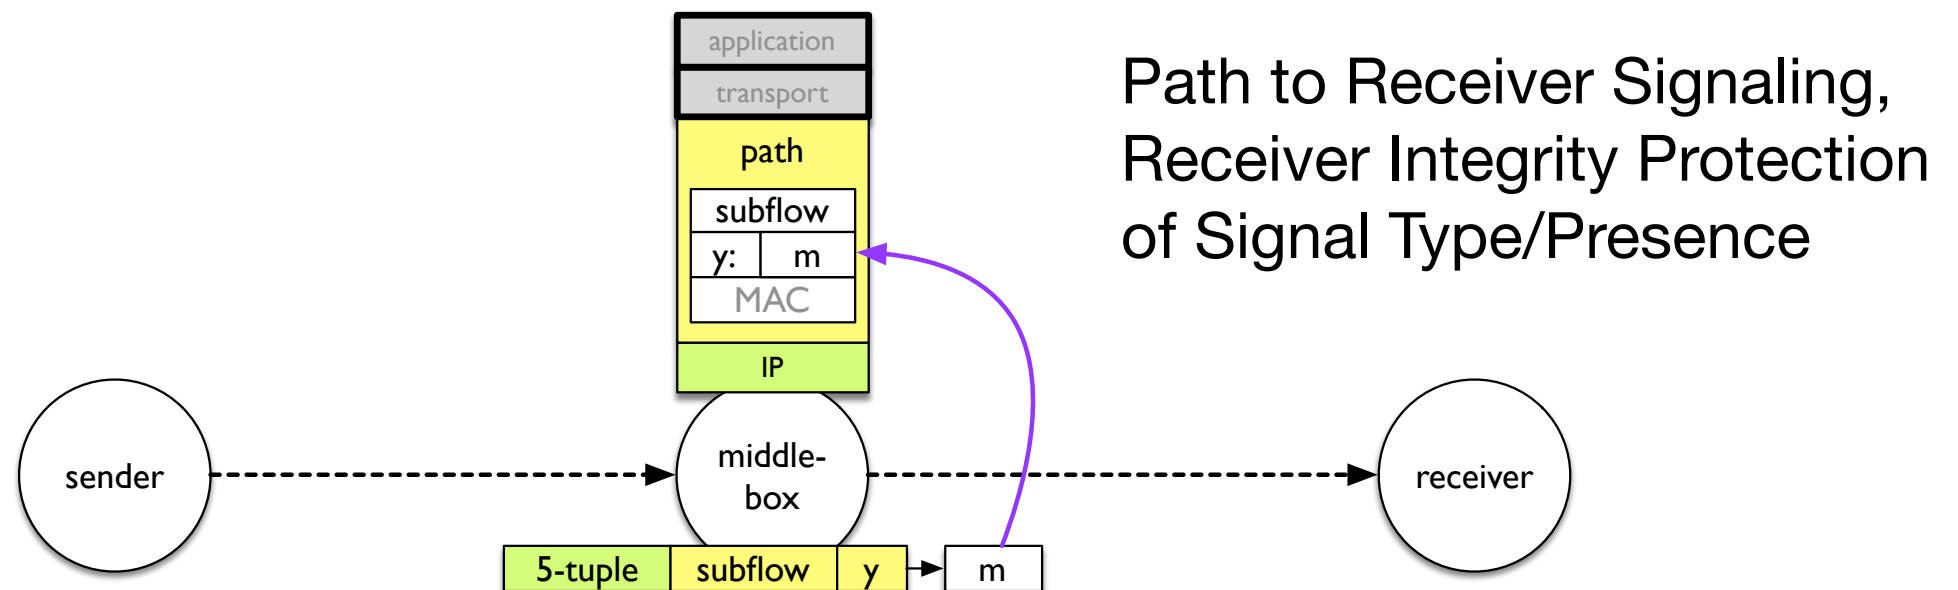 application
transport
path
subflow
y: m
MAC
IP
Path to Receiver Signaling,
Receiver Integrity Protection
of Signal Type/Presence
sender
middle-
box
receiver
5-tuple subflow y m